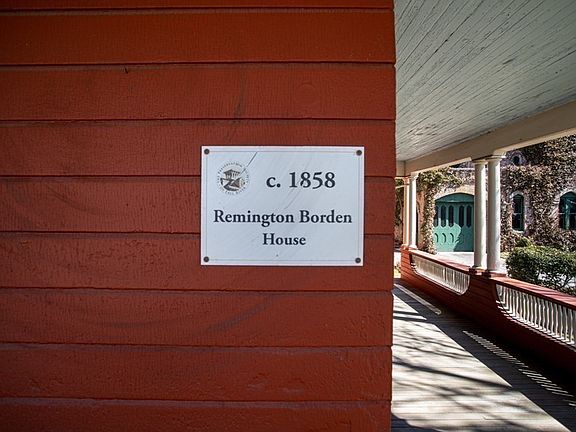 c. 1858
Remington Borden
House